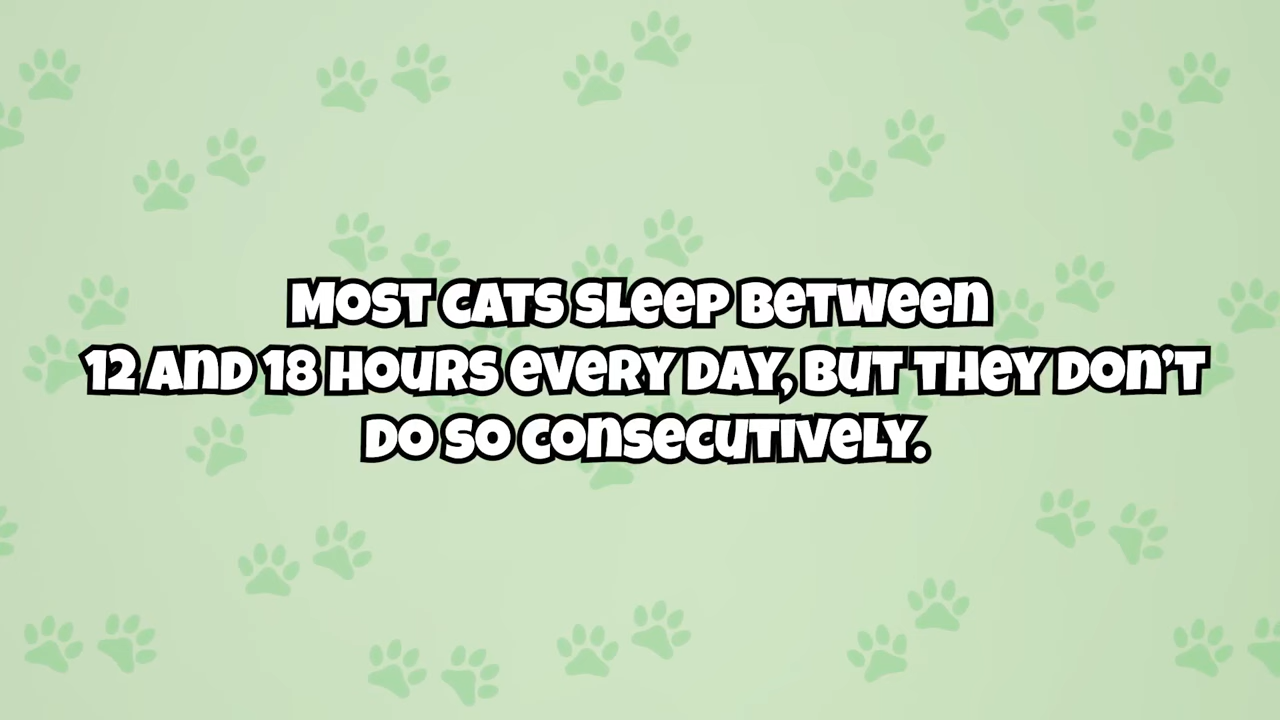 Most cats sleep between
12 and 18 hours every day, but they don’t
do so consecutively.